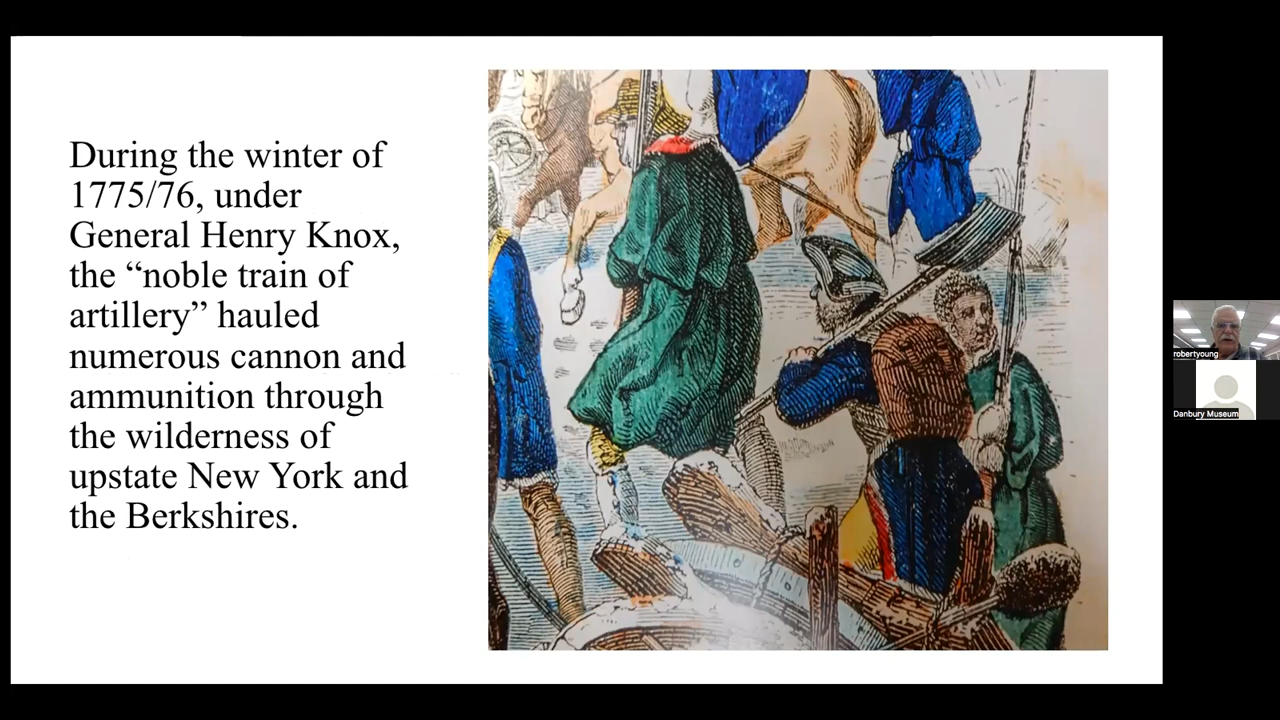 During the winter of
1775/76, under
General Henry Knox,
the “noble train of
artillery” hauled
numerous cannon and
ammunition through
the wilderness of
upstate New York and
the Berkshires.
robertyoung
Danbury Museum